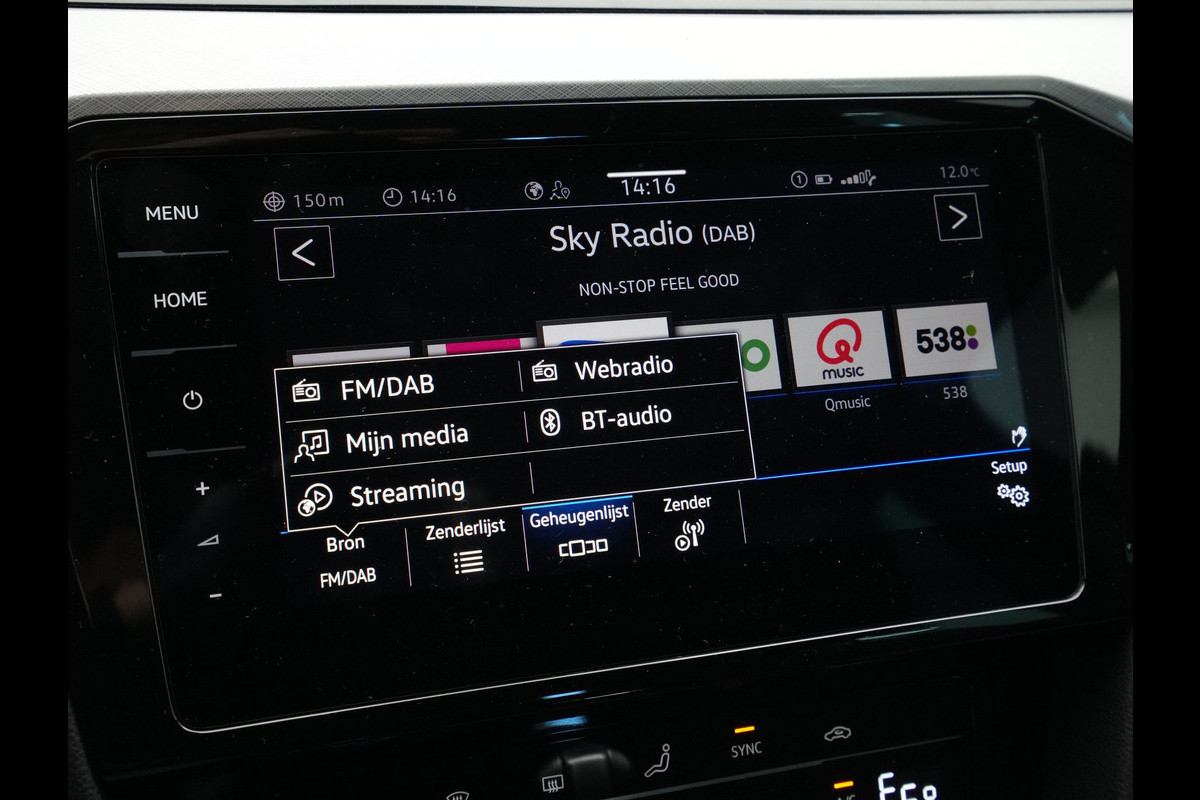 MENU
HOME
+
-
150m
14:16
14:16
1
12.0°C
<
Sky Radio (DAB)
>
NON-STOP FEEL GOOD
Q
MUSIC
538
Qmusic
538
FM/DAB
Webradio
Mijn media
BT-audio
Streaming
Bron
FM/DAB
Zenderlijst
Geheugenlijst
Zender
Setup
SYNC